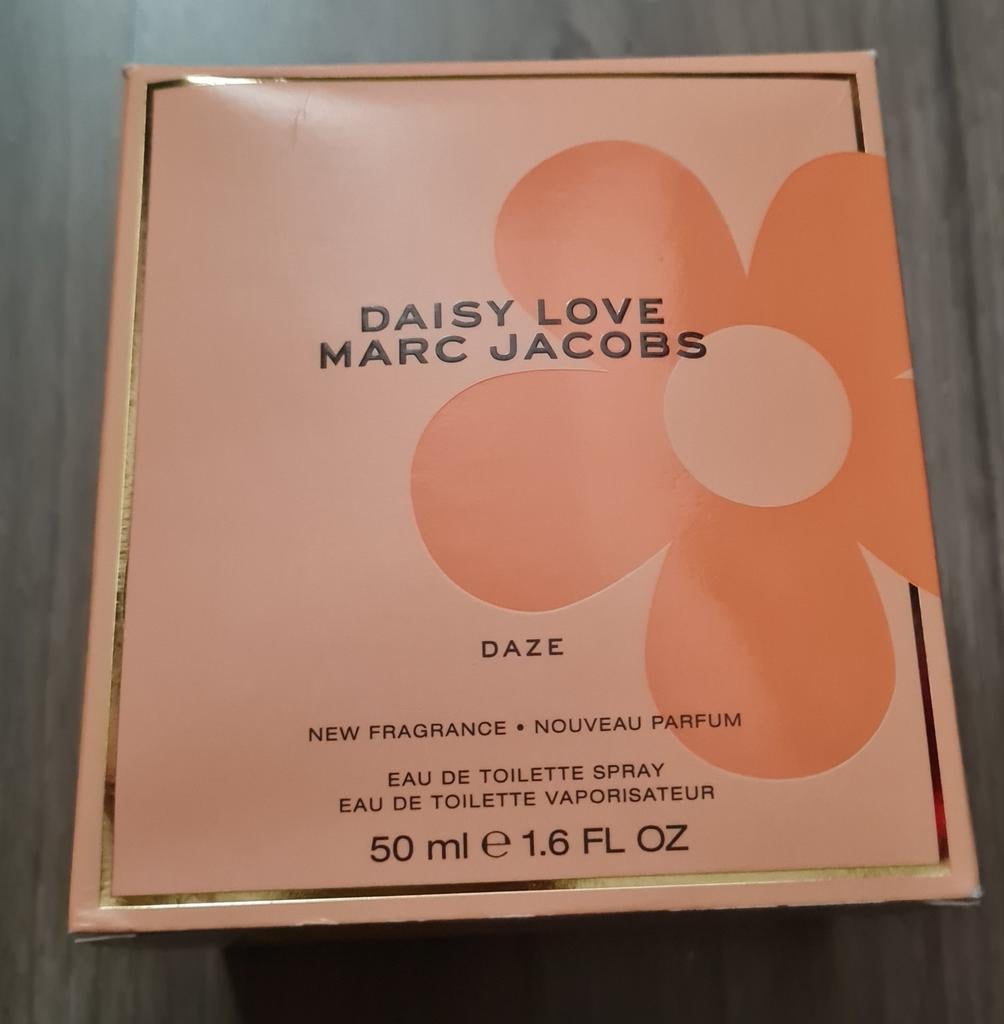 DAISY LOVE
MARC JACOBS
DAZE
NEW FRAGRANCE • NOUVEAU PARFUM
EAU DE TOILETTE SPRAY
EAU DE TOILETTE VAPORISATEUR
50 ml ℮ 1.6 FL OZ